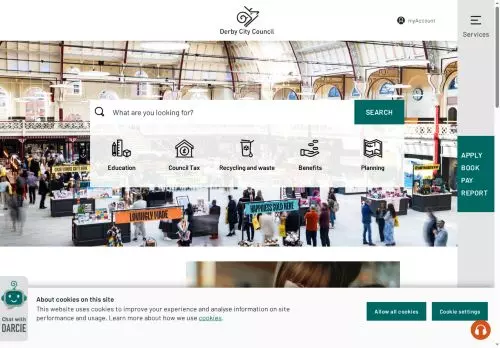 Derby City Council
myAccount
Services
What are you looking for?
SEARCH
Education
Council Tax
Recycling and waste
Benefits
Planning
APPLY
BOOK
PAY
REPORT
LOVINGLY MADE
HAPPINESS SOLD HERE
About cookies on this site
This website uses cookies to improve your experience and analyse information on site
performance and usage. Learn more about how we use cookies.
Allow all cookies
Cookie settings
Chat with
DARCIE